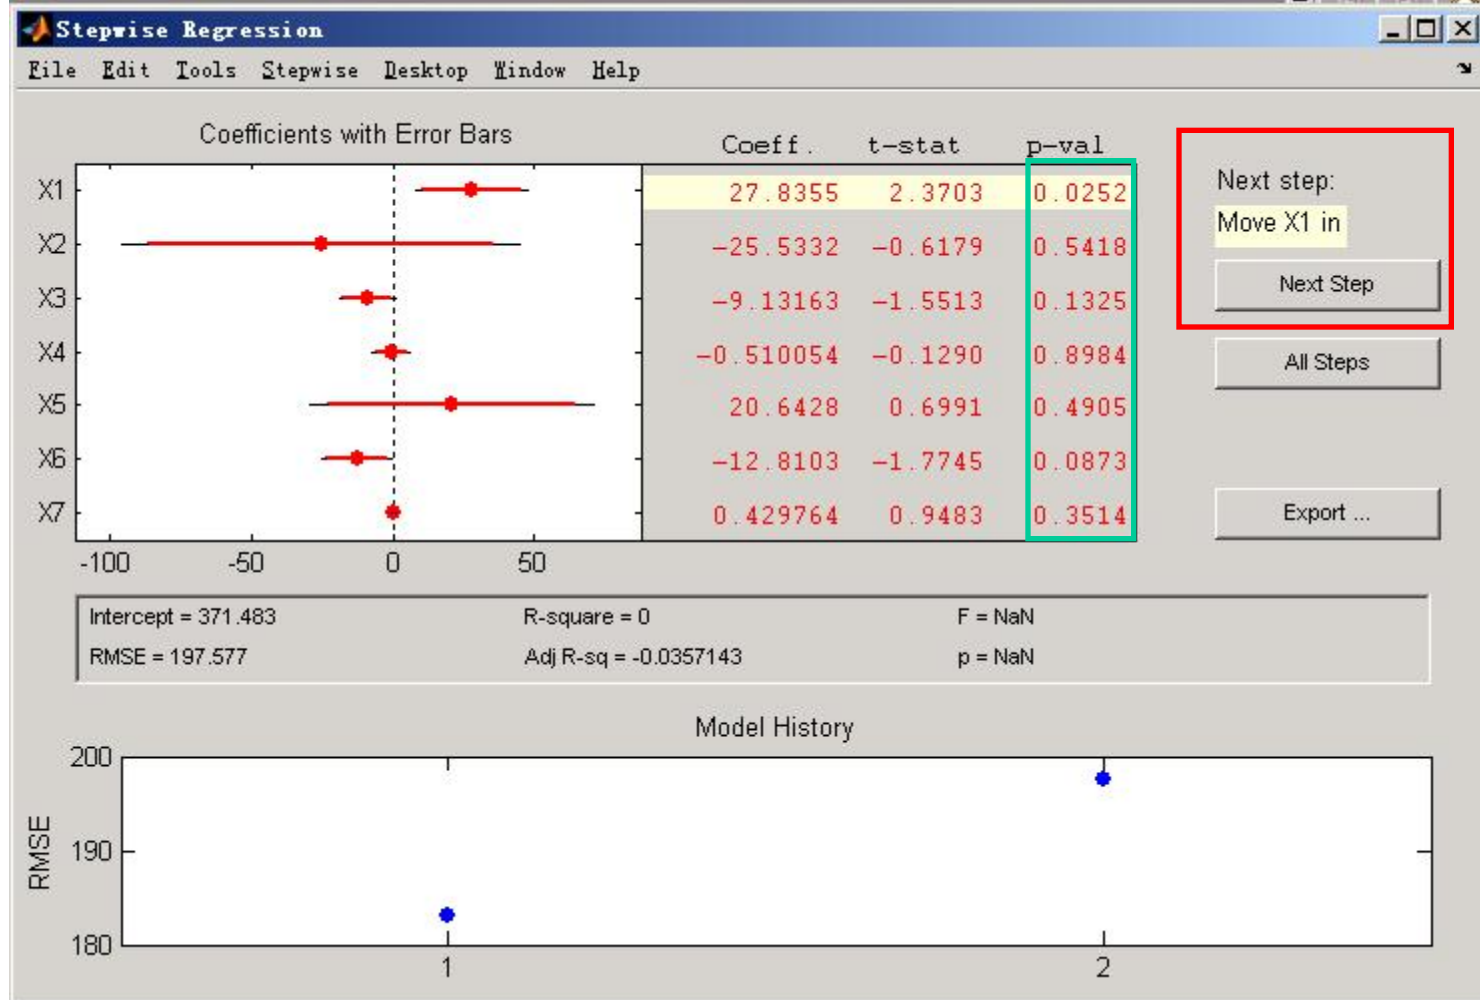 Stepwise Regression
File Edit Tools Stepwise Desktop Window Help
Coefficients with Error Bars
Coeff. t-stat p-val
X1 27.8355 2.3703 0.0252
X2 -25.5332 -0.6179 0.5418
X3 -9.13163 -1.5513 0.1325
X4 -0.510054 -0.1290 0.8984
X5 20.6428 0.6991 0.4905
X6 -12.8103 -1.7745 0.0873
X7 0.429764 0.9483 0.3514
-100 -50 0 50
Next step:
Move X1 in
Next Step
All Steps
Export ...
Intercept = 371.483 R-square = 0 F = NaN
RMSE = 197.577 Adj R-sq = -0.0357143 p = NaN
Model History
RMSE
200
190
180
1 2